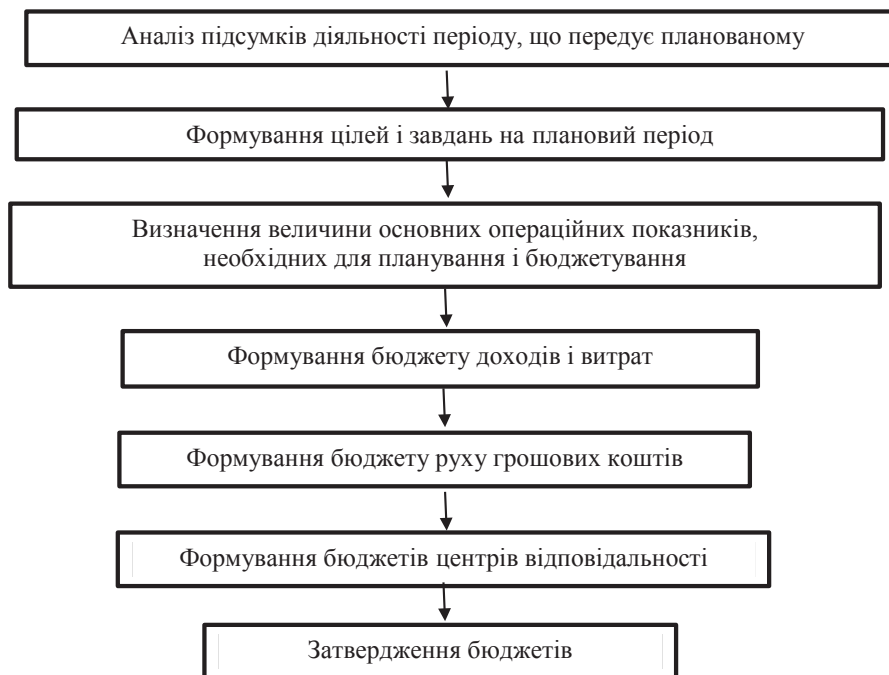 Аналіз підсумків діяльності періоду, що передує планованому
Формування цілей і завдань на плановий період
Визначення величини основних операційних показників,
необхідних для планування і бюджетування
Формування бюджету доходів і витрат
Формування бюджету руху грошових коштів
Формування бюджетів центрів відповідальності
Затвердження бюджетів